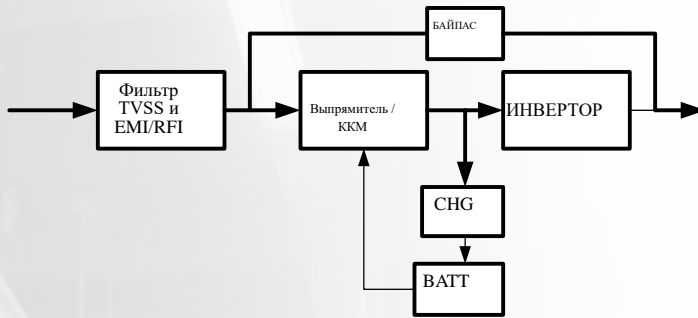 БАЙПАС
Фильтр
TVSS и
EMI/RFI
Выпрямитель /
ККМ
ИНВЕРТОР
CHG
BATT